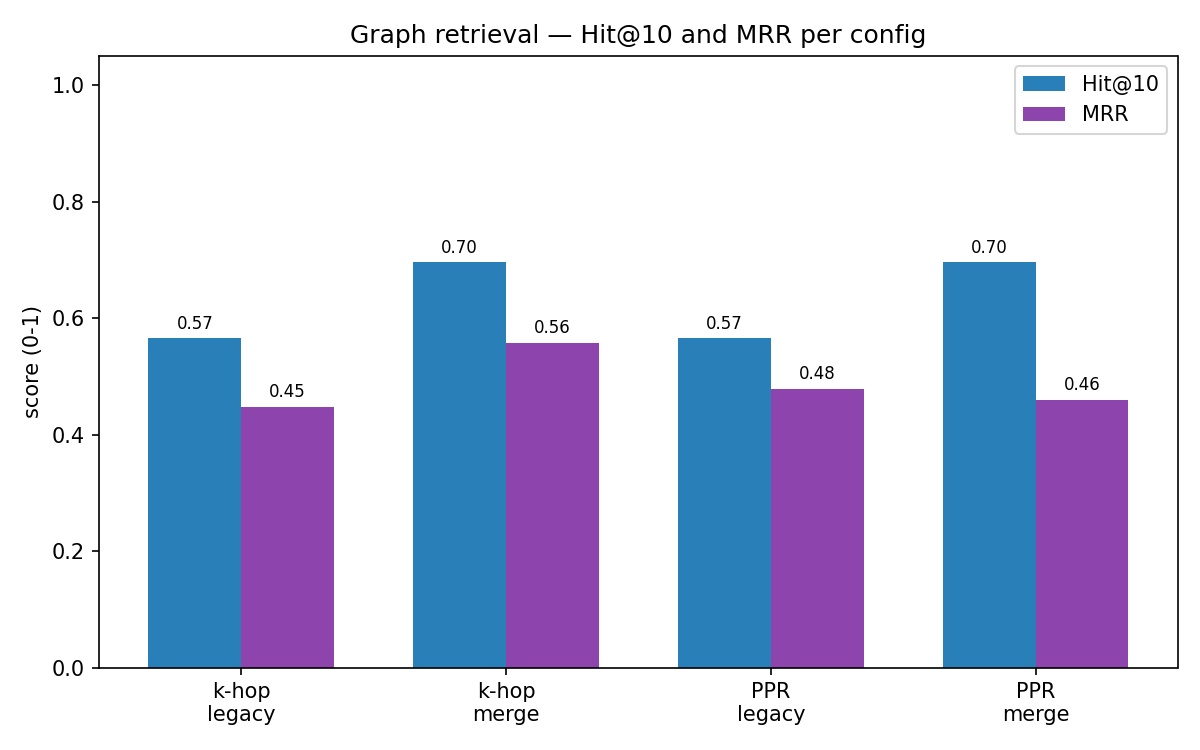 Graph retrieval — Hit@10 and MRR per config
Hit@10
MRR
score (0-1)
1.0
0.8
0.6
0.4
0.2
0.0
0.57
0.45
0.70
0.56
0.57
0.48
0.70
0.46
k-hop
legacy
k-hop
merge
PPR
legacy
PPR
merge